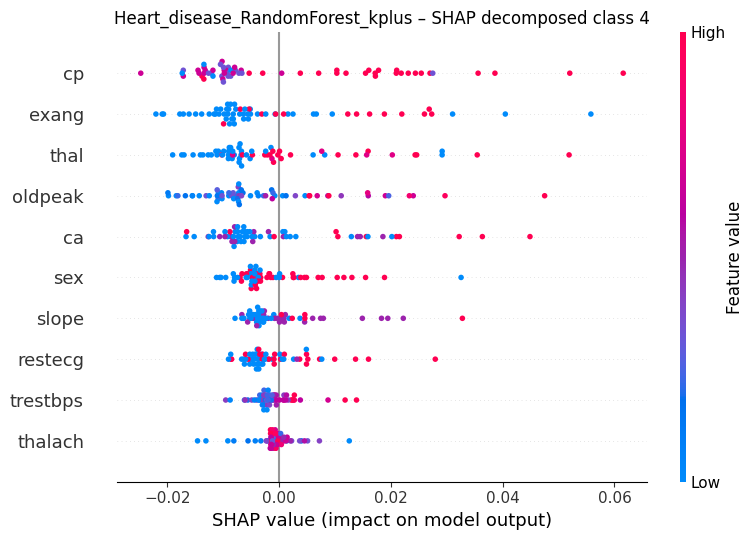 Heart_disease_RandomForest_kplus – SHAP decomposed class 4
High
cp
exang
thal
oldpeak
ca
sex
slope
restecg
trestbps
thalach
Feature value
Low
−0.02 0.00 0.02 0.04 0.06
SHAP value (impact on model output)